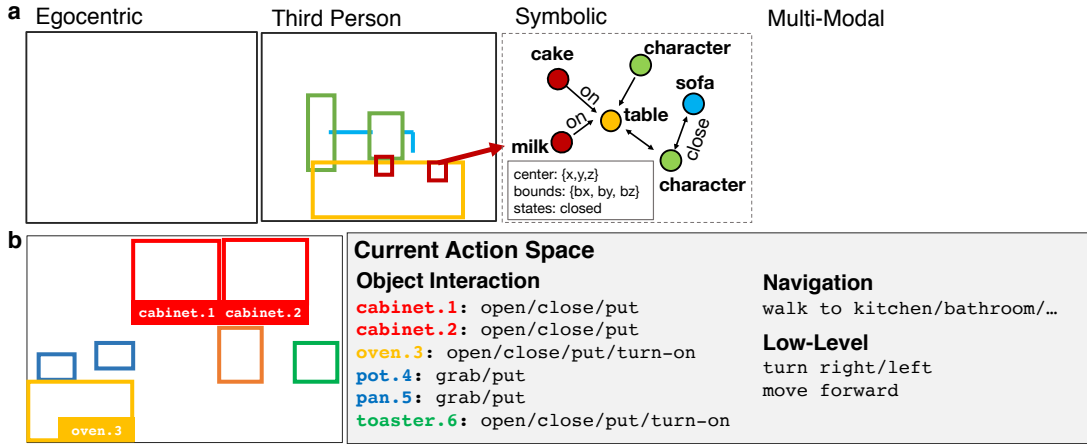 a
Egocentric
Third Person
Symbolic
Multi-Modal
cake
character
on
sofa
table
on
close
milk
character
center: {x,y,z}
bounds: {bx, by, bz}
states: closed
b
cabinet.1
cabinet.2
oven.3
Current Action Space
Object Interaction
cabinet.1: open/close/put
cabinet.2: open/close/put
oven.3: open/close/put/turn-on
pot.4: grab/put
pan.5: grab/put
toaster.6: open/close/put/turn-on
Navigation
walk to kitchen/bathroom/…
Low-Level
turn right/left
move forward